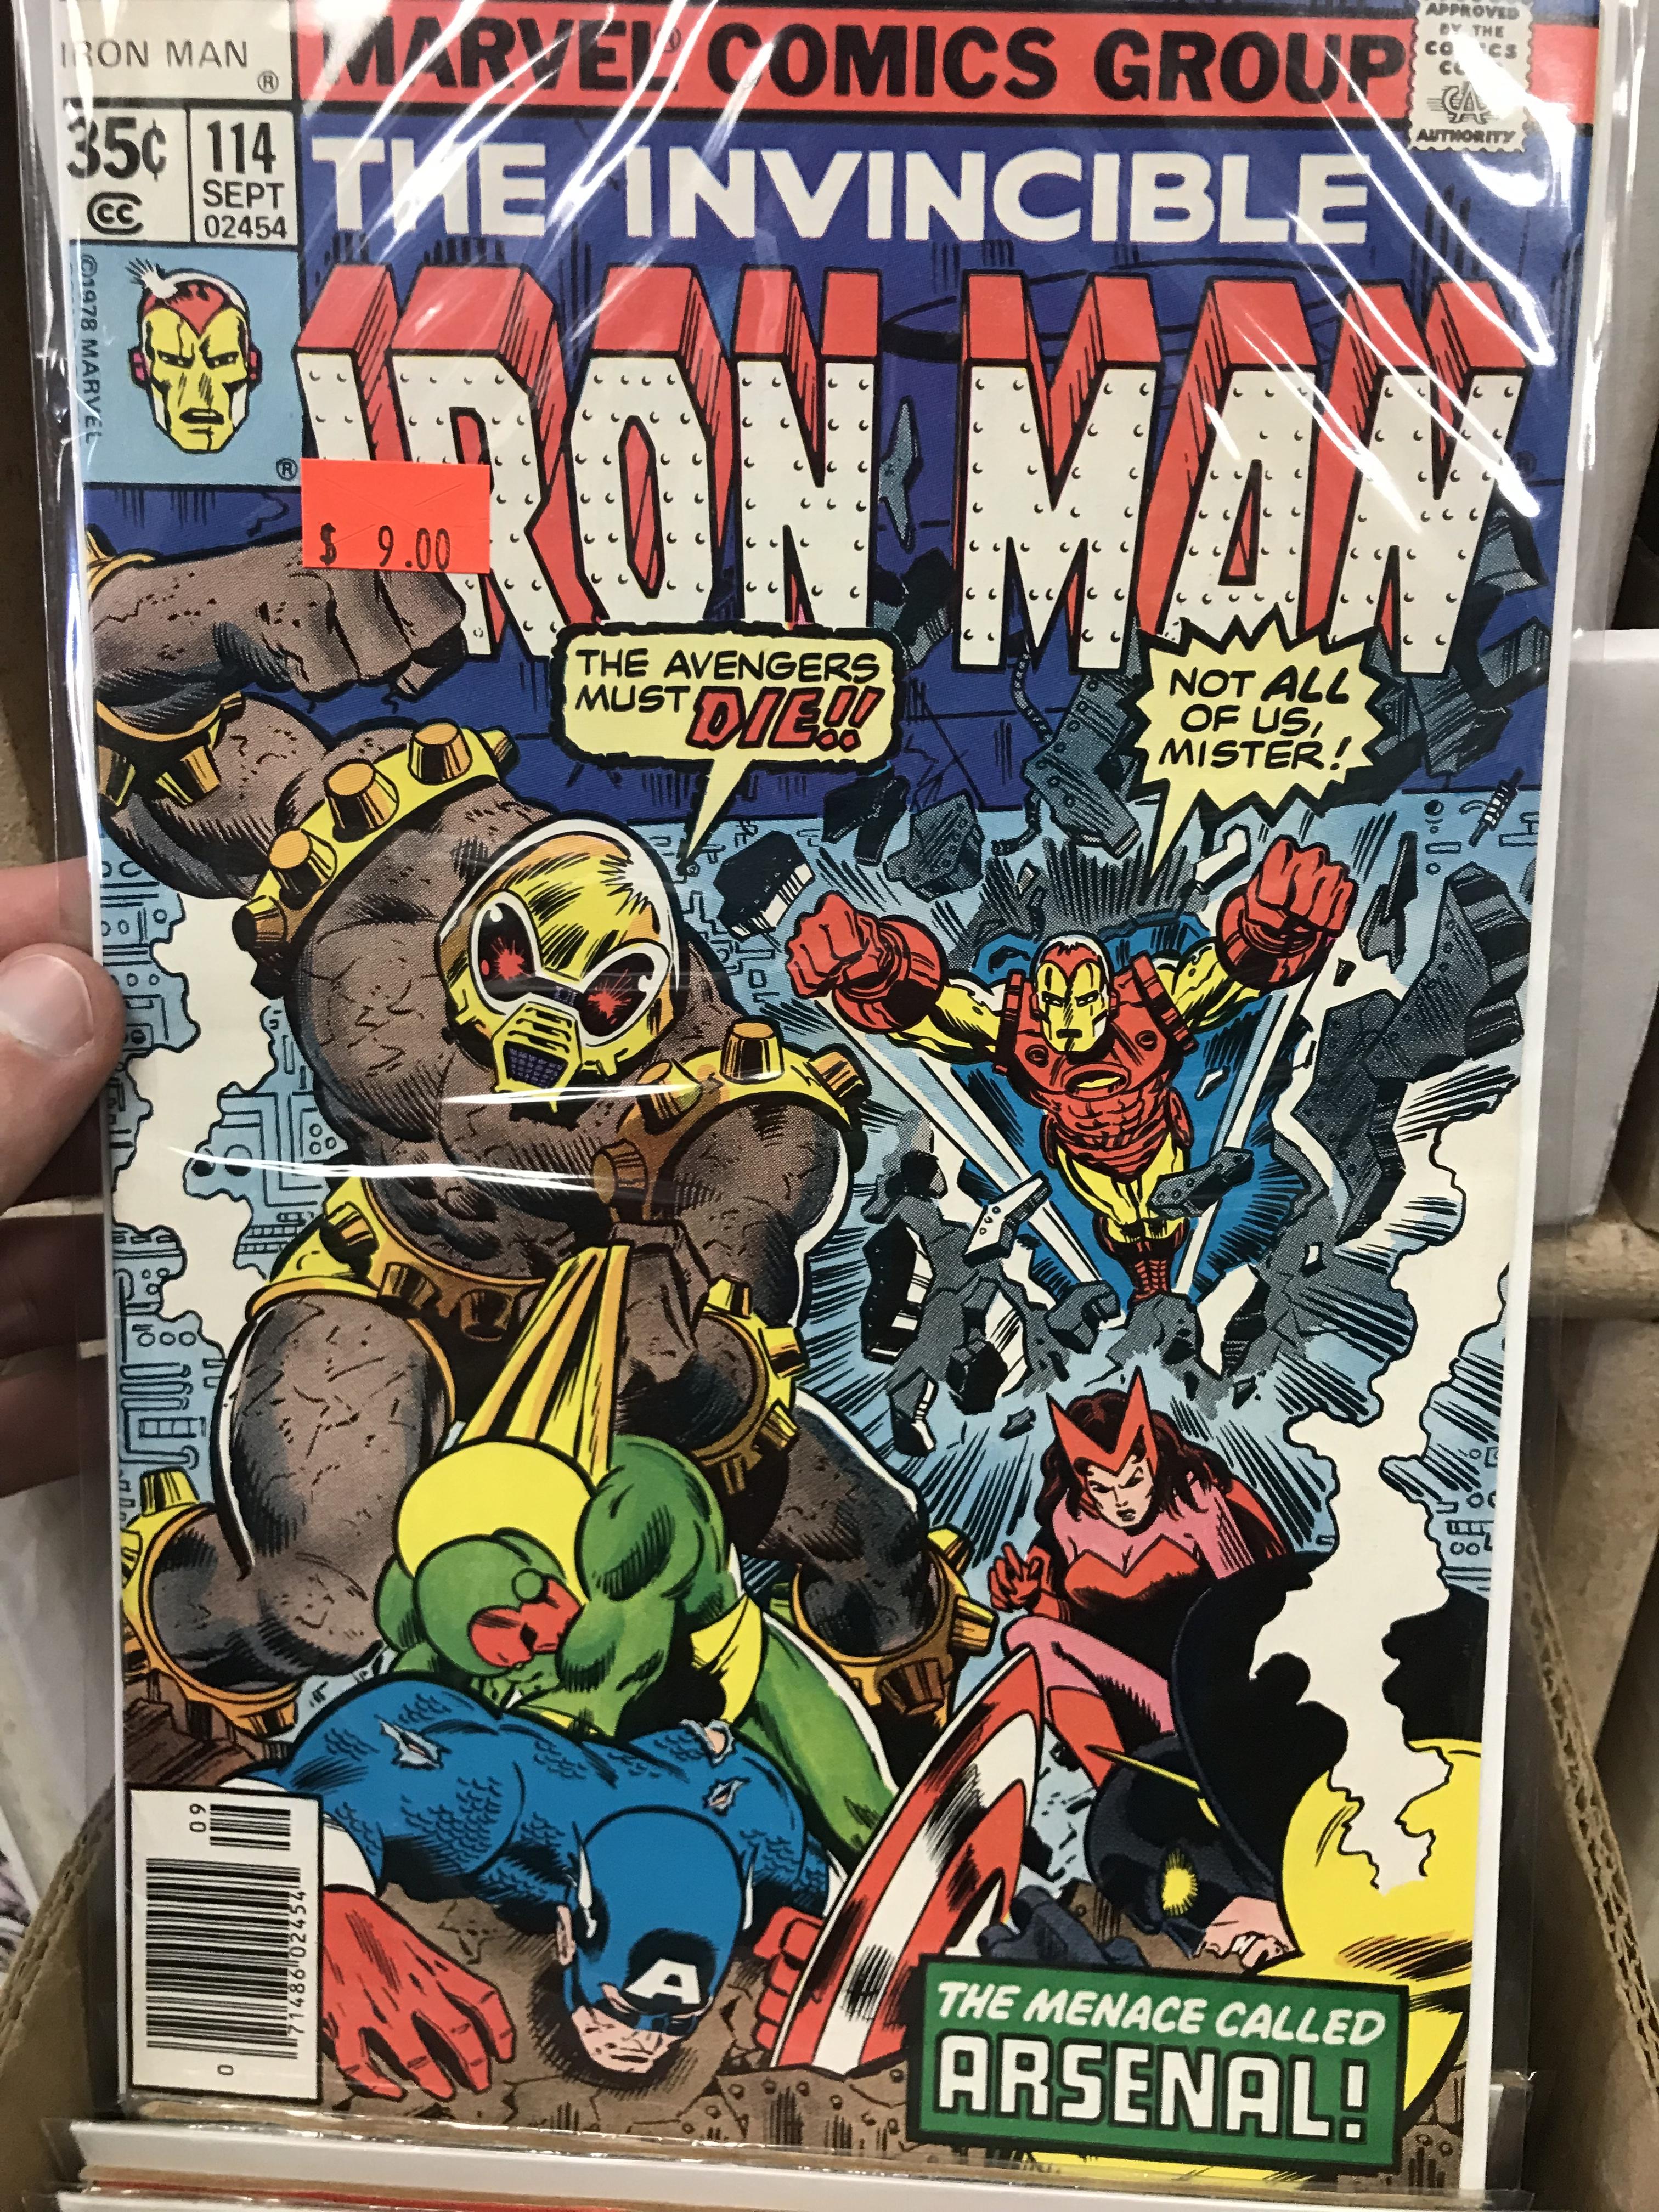 IRON MAN ®
MARVEL® COMICS GROUP
APPROVED
BY THE
COMICS
CODE
CA
AUTHORITY
35¢
CC
114
SEPT
02454
THE INVINCIBLE
IRON MAN
©1978 MARVEL
®
$ 9.00
THE AVENGERS
MUST DIE!!
NOT ALL
OF US,
MISTER!
A
09
71486 02454
0
THE MENACE CALLED
ARSENAL!